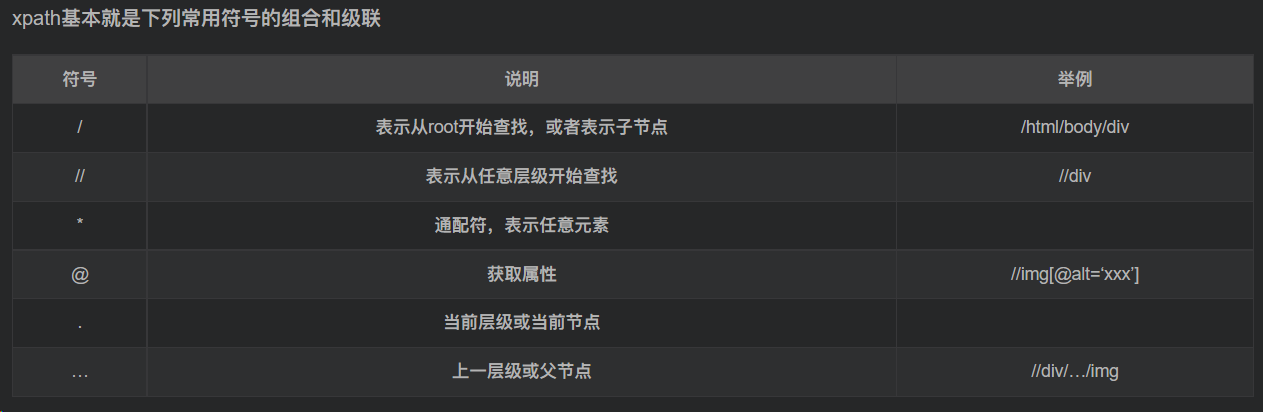 xpath基本就是下列常用符号的组合和级联
符号 说明 举例
/ 表示从root开始查找，或者表示子节点 /html/body/div
// 表示从任意层级开始查找 //div
* 通配符，表示任意元素
@ 获取属性 //img[@alt=‘xxx’]
. 当前层级或当前节点
… 上一层级或父节点 //div/…/img